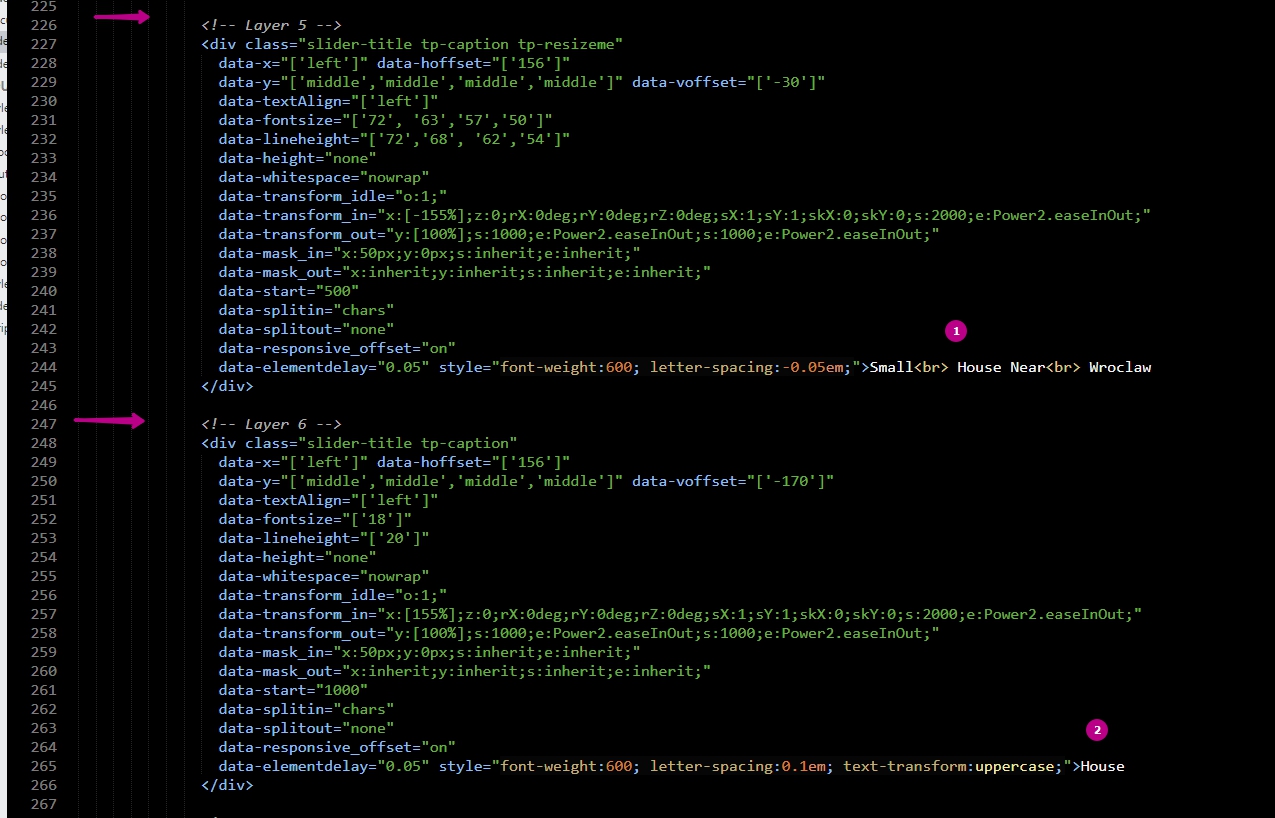 225
226 <!-- Layer 5 -->
227 <div class="slider-title tp-caption tp-resizeme"
228 data-x="['left']" data-hoffset="['156']"
229 data-y="['middle','middle','middle','middle']" data-voffset="['-30']"
230 data-textAlign="['left']"
231 data-fontsize="['72', '63','57','50']"
232 data-lineheight="['72','68', '62','54']"
233 data-height="none"
234 data-whitespace="nowrap"
235 data-transform_idle="o:1;"
236 data-transform_in="x:[-155%];z:0;rX:0deg;rY:0deg;rZ:0deg;sX:1;sY:1;skX:0;skY:0;s:2000;e:Power2.easeInOut;"
237 data-transform_out="y:[100%];s:1000;e:Power2.easeInOut;s:1000;e:Power2.easeInOut;"
238 data-mask_in="x:50px;y:0px;s:inherit;e:inherit;"
239 data-mask_out="x:inherit;y:inherit;s:inherit;e:inherit;"
240 data-start="500"
241 data-splitin="chars"
242 data-splitout="none"
1
243 data-responsive_offset="on"
244 data-elementdelay="0.05" style="font-weight:600; letter-spacing:-0.05em;">Small<br> House Near<br> Wroclaw
245 </div>
246
247 <!-- Layer 6 -->
248 <div class="slider-title tp-caption"
249 data-x="['left']" data-hoffset="['156']"
250 data-y="['middle','middle','middle','middle']" data-voffset="['-170']"
251 data-textAlign="['left']"
252 data-fontsize="['18']"
253 data-lineheight="['20']"
254 data-height="none"
255 data-whitespace="nowrap"
256 data-transform_idle="o:1;"
257 data-transform_in="x:[155%];z:0;rX:0deg;rY:0deg;rZ:0deg;sX:1;sY:1;skX:0;skY:0;s:2000;e:Power2.easeInOut;"
258 data-transform_out="y:[100%];s:1000;e:Power2.easeInOut;s:1000;e:Power2.easeInOut;"
259 data-mask_in="x:50px;y:0px;s:inherit;e:inherit;"
260 data-mask_out="x:inherit;y:inherit;s:inherit;e:inherit;"
261 data-start="1000"
262 data-splitin="chars"
263 data-splitout="none"
2
264 data-responsive_offset="on"
265 data-elementdelay="0.05" style="font-weight:600; letter-spacing:0.1em; text-transform:uppercase;">House
266 </div>
267